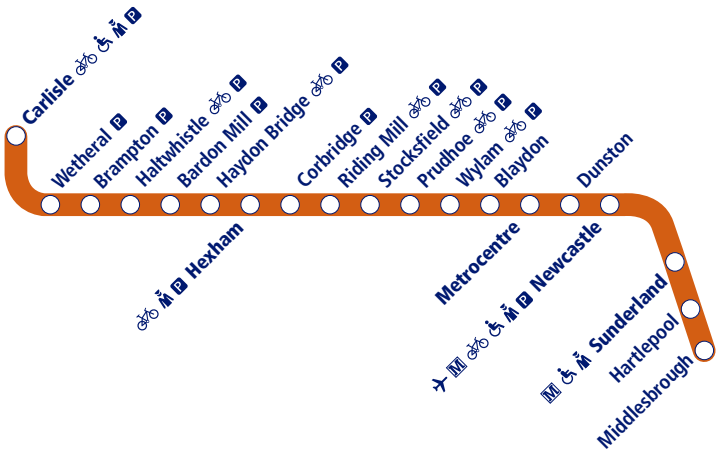 Carlisle P
Wetheral P
Brampton P
Haltwhistle P
Bardon Mill P
Haydon Bridge P
P Hexham
Corbridge P
Riding Mill P
Stocksfield P
Prudhoe P
Wylam P
Blaydon
Metrocentre
Dunston
M P Newcastle
M Sunderland
Hartlepool
Middlesbrough